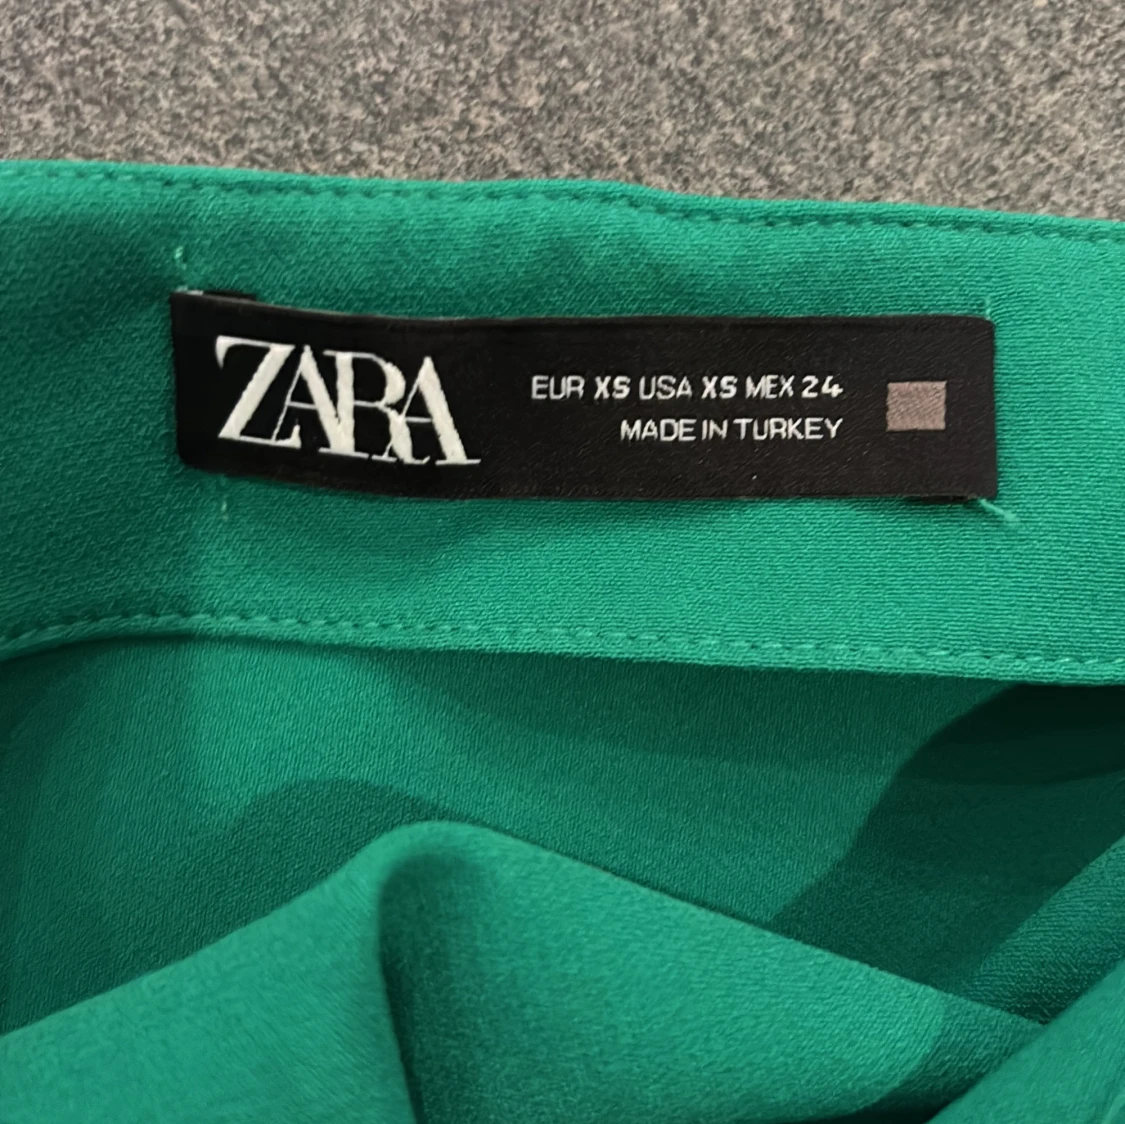 ZARA
EUR XS USA XS MEX 24
MADE IN TURKEY